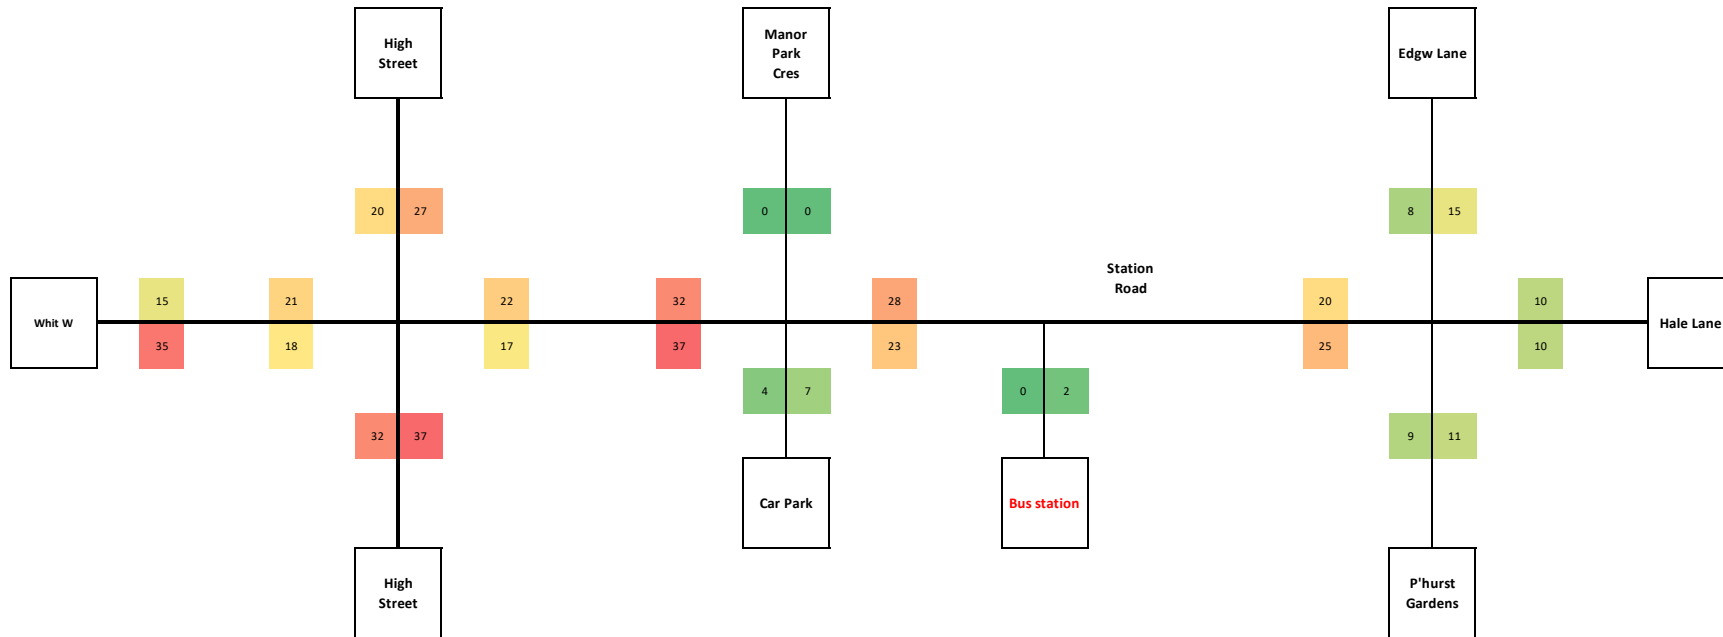 High
Street
Manor
Park
Cres
Edgw Lane
20 27
0 0
8 15
Station
Road
15 21 22 32 28 20 10
Whit W
Hale Lane
35 18 17 37 23 25 10
4 7
0 2
32 37
9 11
Car Park
Bus station
High
Street
P'hurst
Gardens